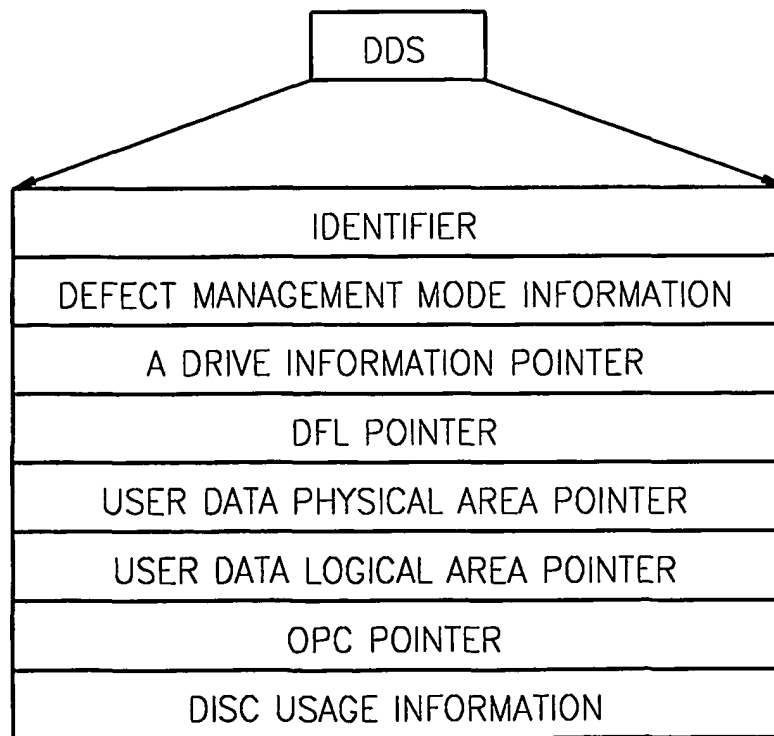 DDS
IDENTIFIER
DEFECT MANAGEMENT MODE INFORMATION
A DRIVE INFORMATION POINTER
DFL POINTER
USER DATA PHYSICAL AREA POINTER
USER DATA LOGICAL AREA POINTER
OPC POINTER
DISC USAGE INFORMATION